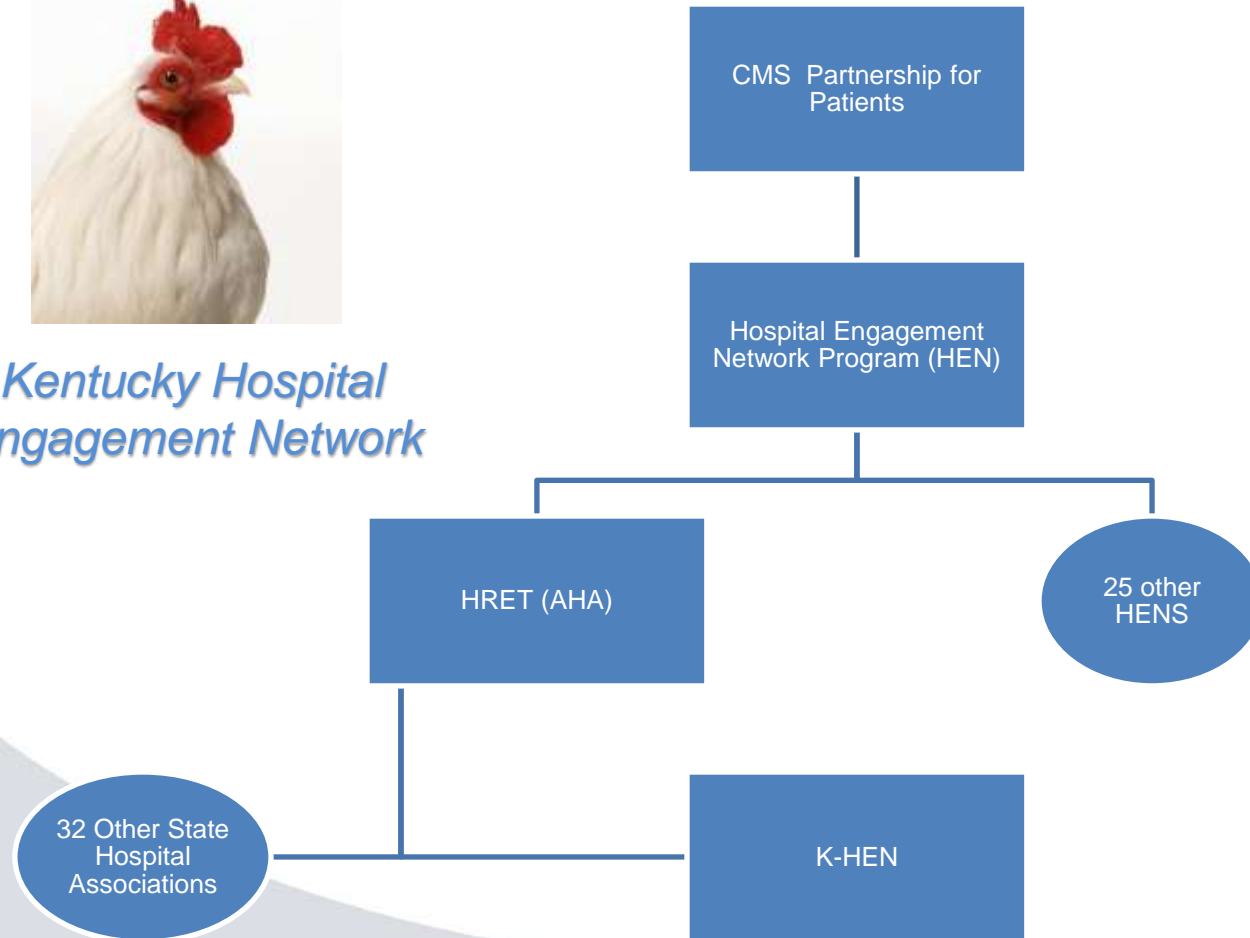 CMS Partnership for
Patients
Hospital Engagement
Network Program (HEN)
Kentucky Hospital
ngagement Network
HRET (AHA)
25 other
HENS
32 Other State
Hospital
Associations
K-HEN